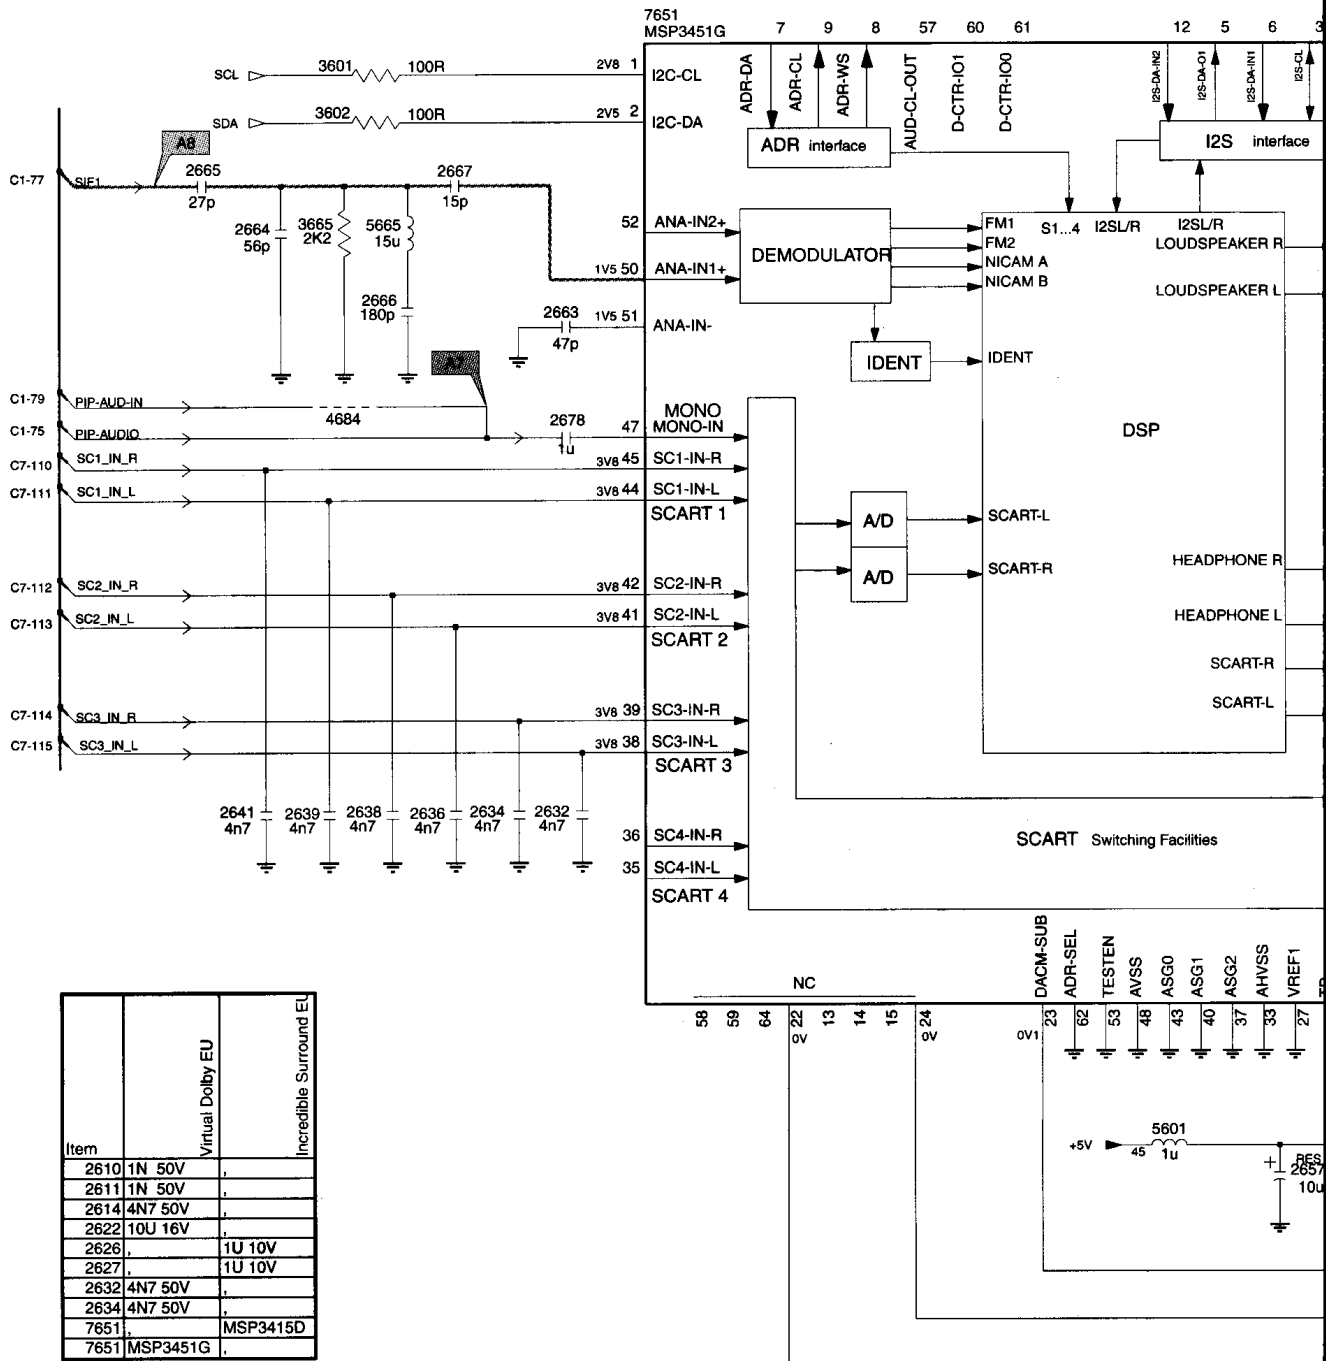 7651
MSP3451G
7 9 8 57 60 61 12 5 6 3
SCL 3601 100R 2V8 1 I2C-CL
SDA 3602 100R 2V5 2 I2C-DA
ADR-DA
ADR-CL
ADR-WS
AUD-CL-OUT
D-CTR-IO1
D-CTR-IO0
I2S-DA-IN2
I2S-DA-O1
I2S-DA-IN1
I2S-CL
ADR interface
I2S interface
A8
C1-77 SIF1
2665
27p
2667
15p
2664
56p
3665
2K2
5665
15u
2666
180p
52 ANA-IN2+
1V5 50 ANA-IN1+
2663
47p
1V5 51 ANA-IN-
DEMODULATOR
IDENT
FM1
FM2
NICAM A
NICAM B
IDENT
S1...4 I2SL/R I2SL/R
LOUDSPEAKER R
LOUDSPEAKER L
DSP
A7
C1-79 PIP-AUD-IN
4684
C1-75 PIP-AUDIO
2678
1u
MONO
47 MONO-IN
C7-110 SC1_IN_R 3V8 45 SC1-IN-R
C7-111 SC1_IN_L 3V8 44 SC1-IN-L
SCART 1
A/D
SCART-L
A/D
SCART-R
HEADPHONE R
HEADPHONE L
SCART-R
SCART-L
C7-112 SC2_IN_R 3V8 42 SC2-IN-R
C7-113 SC2_IN_L 3V8 41 SC2-IN-L
SCART 2
C7-114 SC3_IN_R 3V8 39 SC3-IN-R
C7-115 SC3_IN_L 3V8 38 SC3-IN-L
SCART 3
2641 2639 2638 2636 2634 2632
4n7 4n7 4n7 4n7 4n7 4n7
36 SC4-IN-R
35 SC4-IN-L
SCART 4
SCART Switching Facilities
NC
58 59 64 22 13 14 15 24
0V 0V
DACM-SUB
ADR-SEL
TESTEN
AVSS
ASG0
ASG1
ASG2
AHVSS
VREF1
0V1 23 62 53 48 43 40 37 33 27
+5V 45 5601
1u
+ RES
2657
10u
Item Virtual Dolby EU Incredible Surround EU
2610 1N 50V ,
2611 1N 50V ,
2614 4N7 50V ,
2622 10U 16V ,
2626 , 1U 10V
2627 , 1U 10V
2632 4N7 50V ,
2634 4N7 50V ,
7651 , MSP3415D
7651 MSP3451G ,